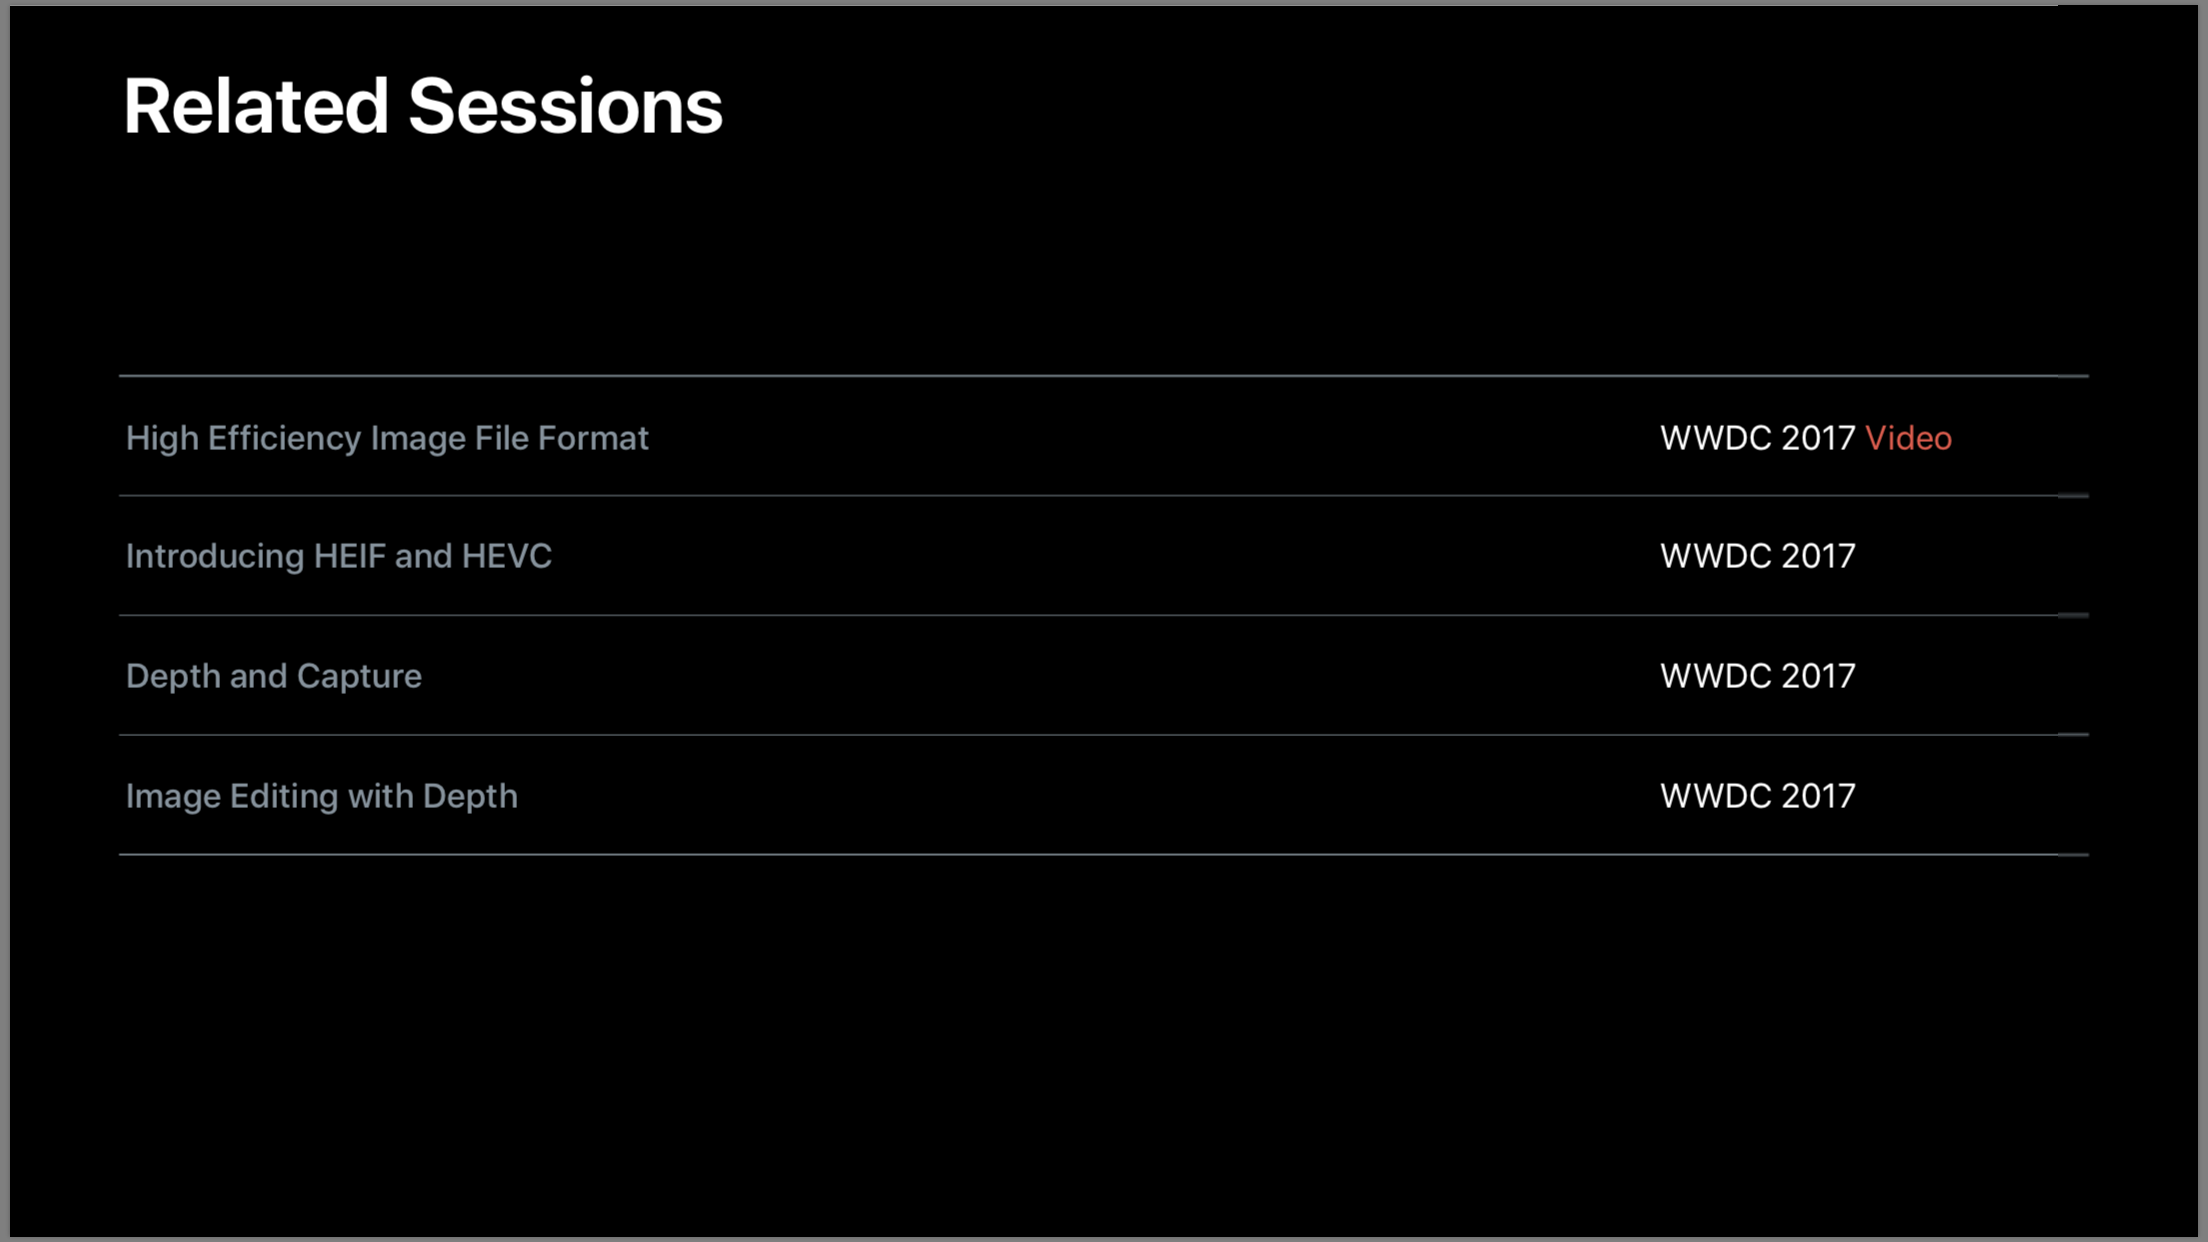 Related Sessions
High Efficiency Image File Format WWDC 2017 Video
Introducing HEIF and HEVC WWDC 2017
Depth and Capture WWDC 2017
Image Editing with Depth WWDC 2017